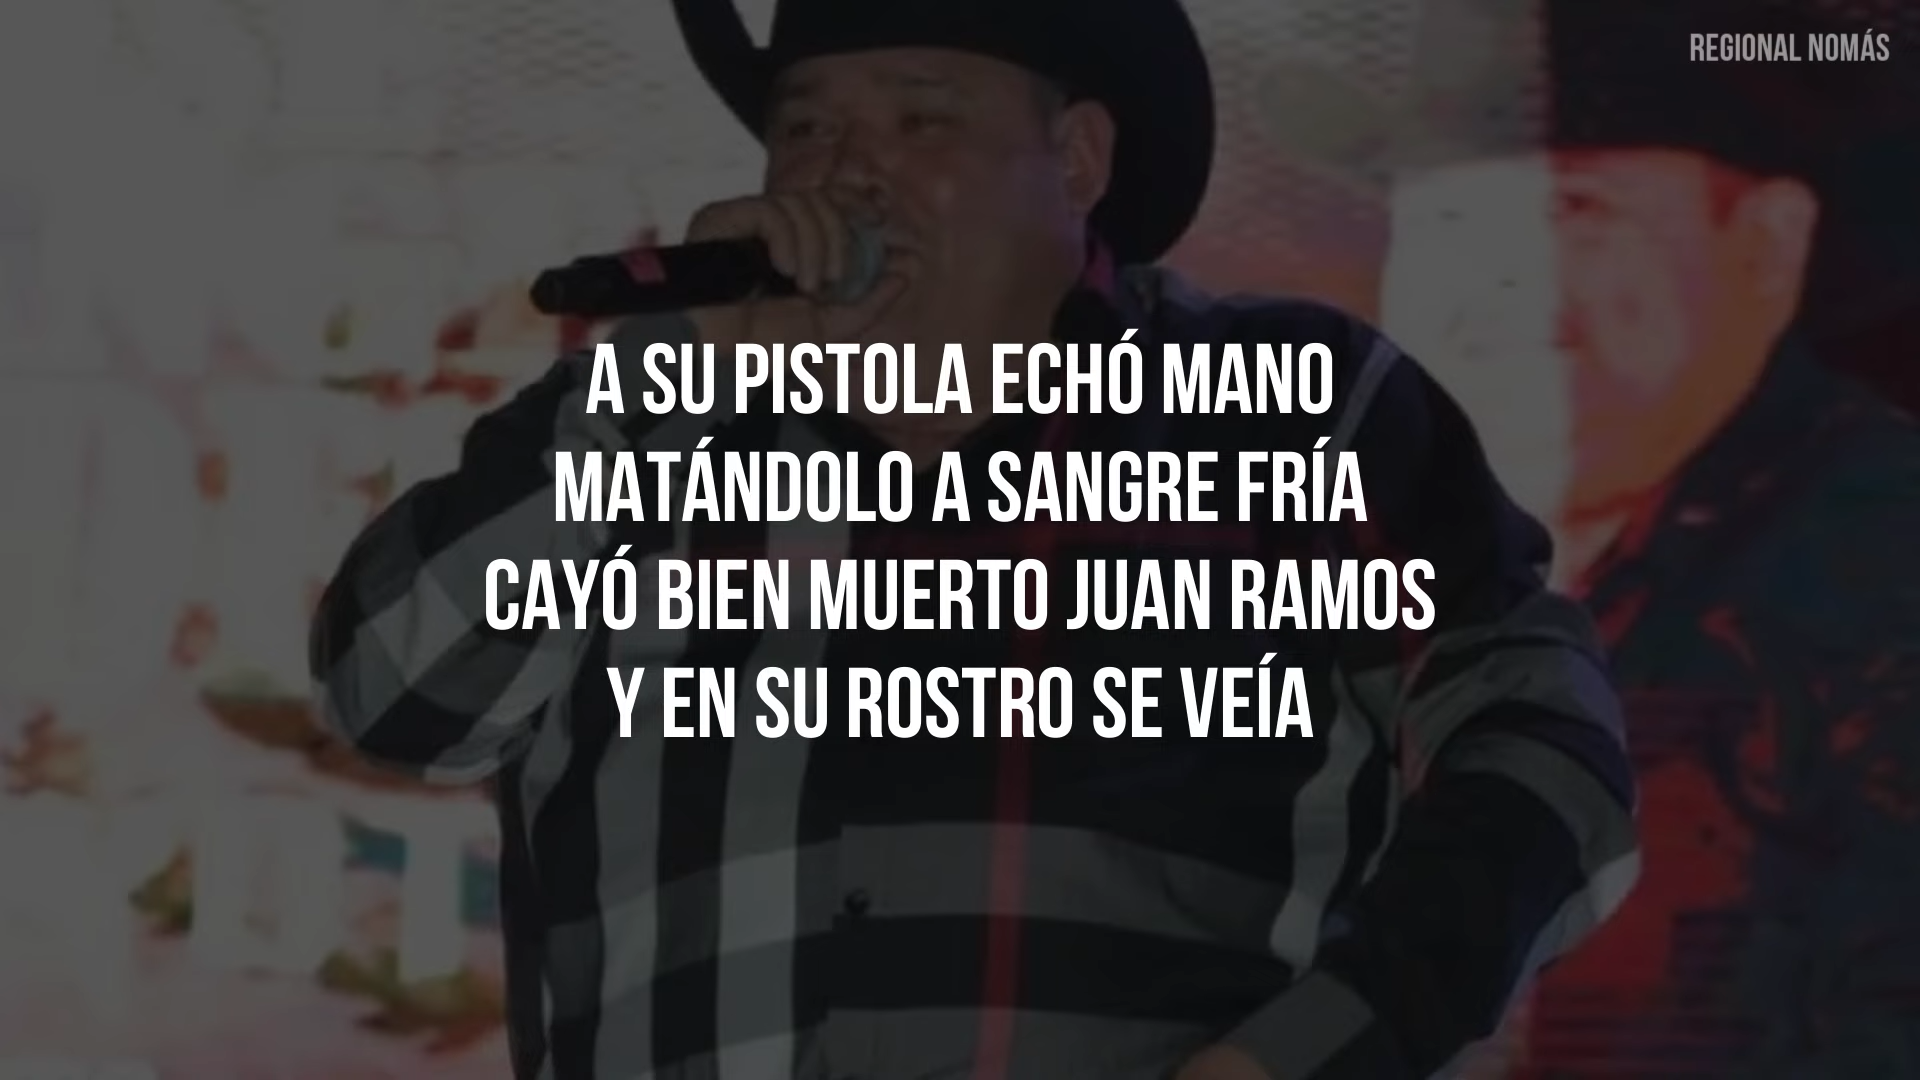 REGIONAL NOMÁS
A SU PISTOLA ECHÓ MANO
MATÁNDOLO A SANGRE FRÍA
CAYÓ BIEN MUERTO JUAN RAMOS
Y EN SU ROSTRO SE VEÍA